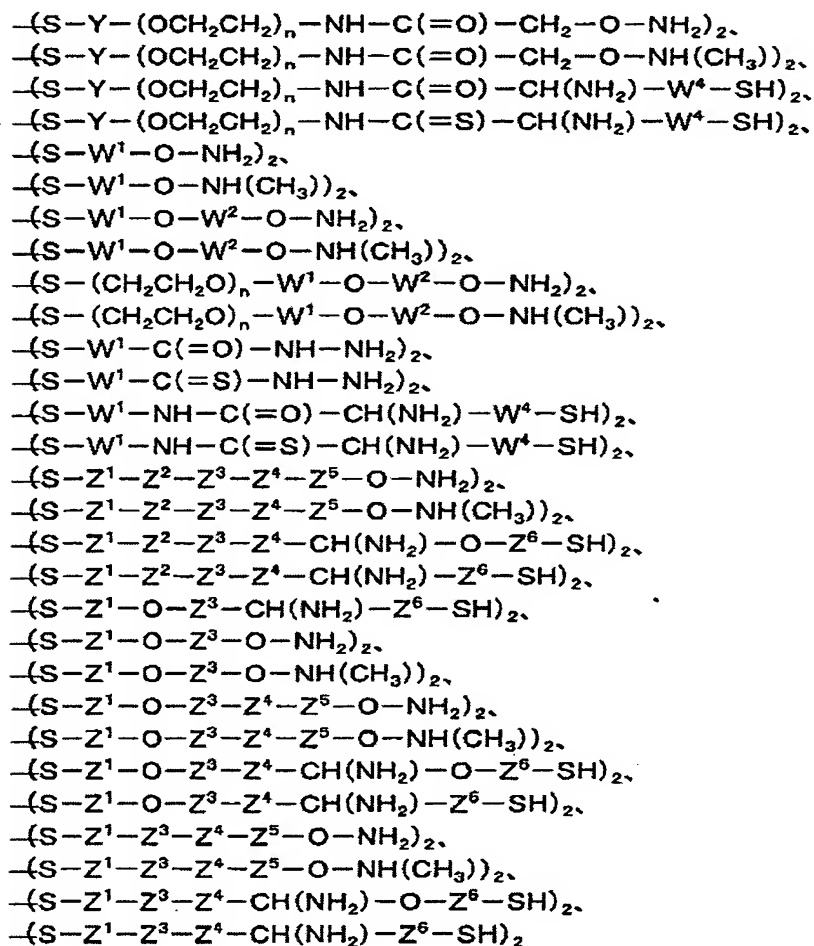 -(S-Y-(OCH₂CH₂)ₙ-NH-C(=O)-CH₂-O-NH₂)₂、
-(S-Y-(OCH₂CH₂)ₙ-NH-C(=O)-CH₂-O-NH(CH₃))₂、
-(S-Y-(OCH₂CH₂)ₙ-NH-C(=O)-CH(NH₂)-W⁴-SH)₂、
-(S-Y-(OCH₂CH₂)ₙ-NH-C(=S)-CH(NH₂)-W⁴-SH)₂、
-(S-W¹-O-NH₂)₂、
-(S-W¹-O-NH(CH₃))₂、
-(S-W¹-O-W²-O-NH₂)₂、
-(S-W¹-O-W²-O-NH(CH₃))₂、
-(S-(CH₂CH₂O)ₙ-W¹-O-W²-O-NH₂)₂、
-(S-(CH₂CH₂O)ₙ-W¹-O-W²-O-NH(CH₃))₂、
-(S-W¹-C(=O)-NH-NH₂)₂、
-(S-W¹-C(=S)-NH-NH₂)₂、
-(S-W¹-NH-C(=O)-CH(NH₂)-W⁴-SH)₂、
-(S-W¹-NH-C(=S)-CH(NH₂)-W⁴-SH)₂、
-(S-Z¹-Z²-Z³-Z⁴-Z⁵-O-NH₂)₂、
-(S-Z¹-Z²-Z³-Z⁴-Z⁵-O-NH(CH₃))₂、
-(S-Z¹-Z²-Z³-Z⁴-CH(NH₂)-O-Z⁶-SH)₂、
-(S-Z¹-Z²-Z³-Z⁴-CH(NH₂)-Z⁶-SH)₂、
-(S-Z¹-O-Z³-CH(NH₂)-Z⁶-SH)₂、
-(S-Z¹-O-Z³-O-NH₂)₂、
-(S-Z¹-O-Z³-O-NH(CH₃))₂、
-(S-Z¹-O-Z³-Z⁴-Z⁵-O-NH₂)₂、
-(S-Z¹-O-Z³-Z⁴-Z⁵-O-NH(CH₃))₂、
-(S-Z¹-O-Z³-Z⁴-CH(NH₂)-O-Z⁶-SH)₂、
-(S-Z¹-O-Z³-Z⁴-CH(NH₂)-Z⁶-SH)₂、
-(S-Z¹-Z³-Z⁴-Z⁵-O-NH₂)₂、
-(S-Z¹-Z³-Z⁴-Z⁵-O-NH(CH₃))₂、
-(S-Z¹-Z³-Z⁴-CH(NH₂)-O-Z⁶-SH)₂、
-(S-Z¹-Z³-Z⁴-CH(NH₂)-Z⁶-SH)₂